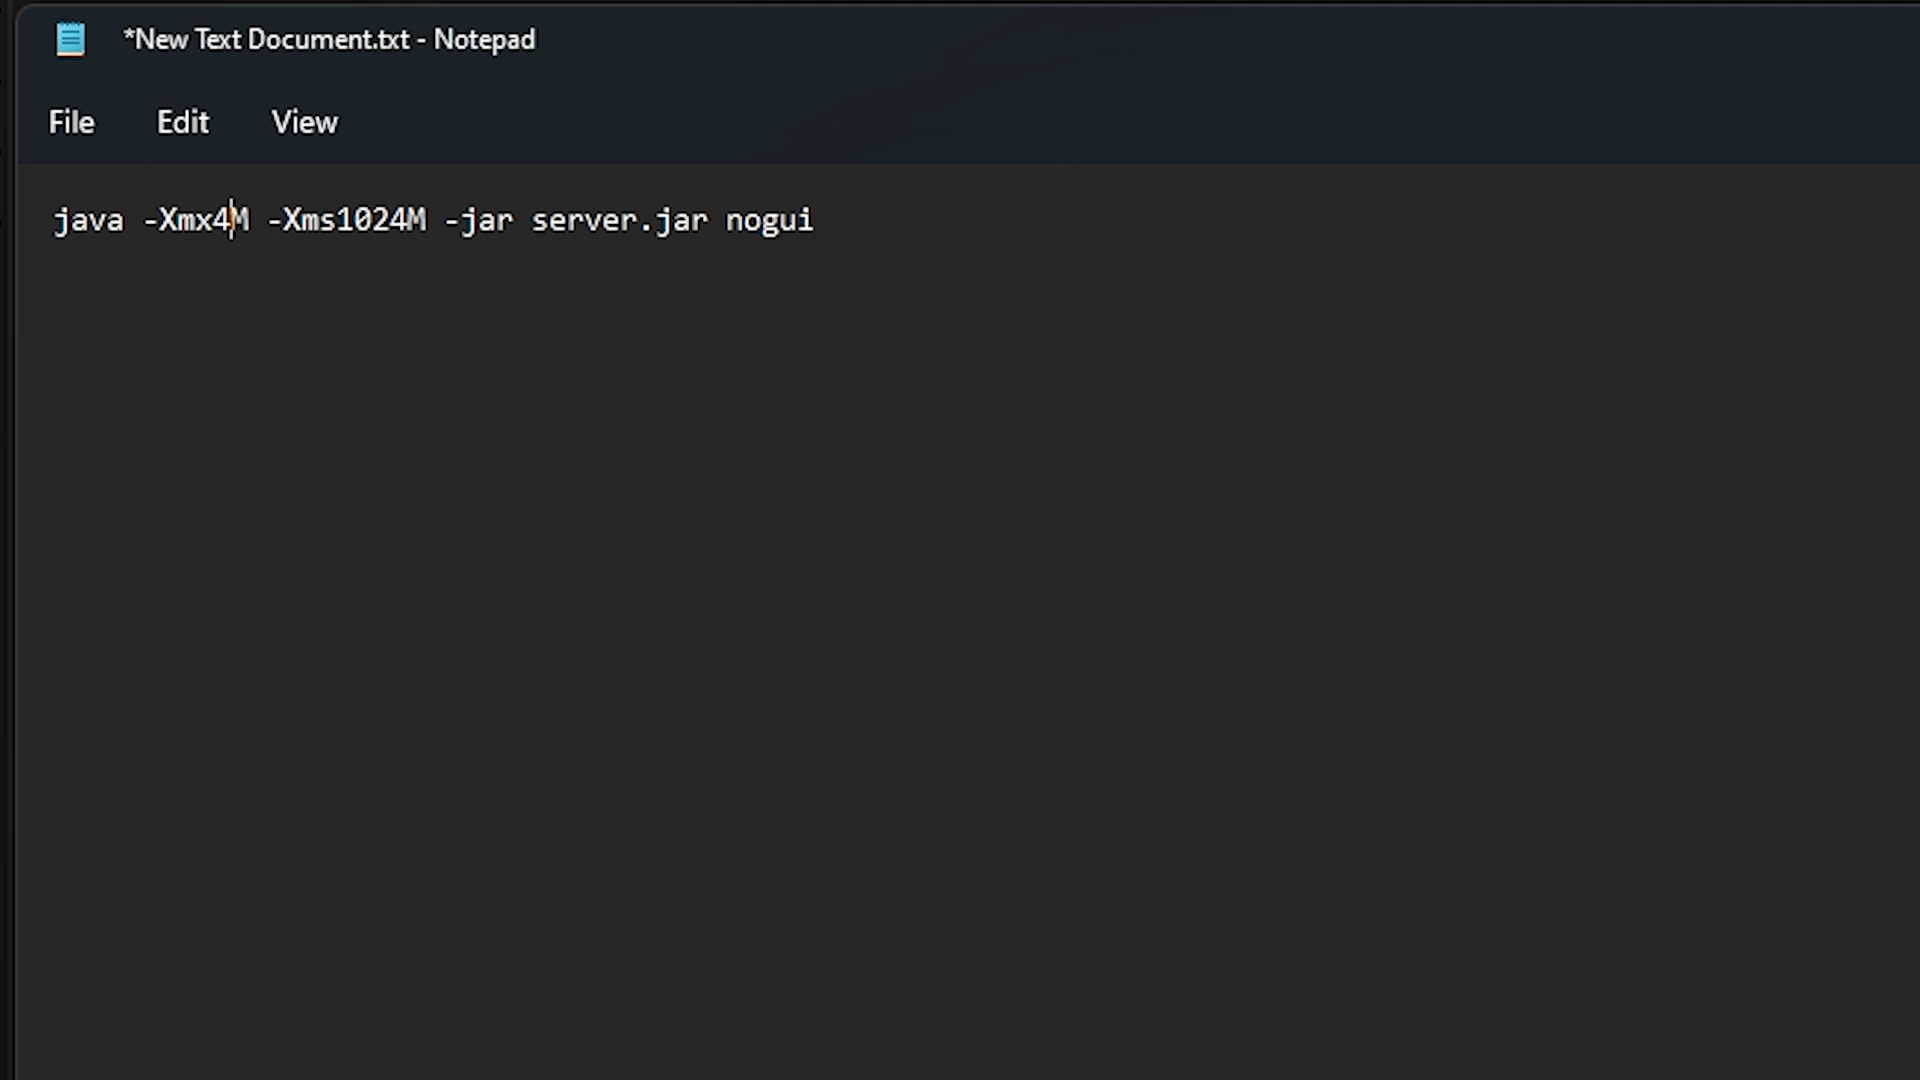 *New Text Document.txt - Notepad
File Edit View
java -Xmx4M -Xms1024M -jar server.jar nogui